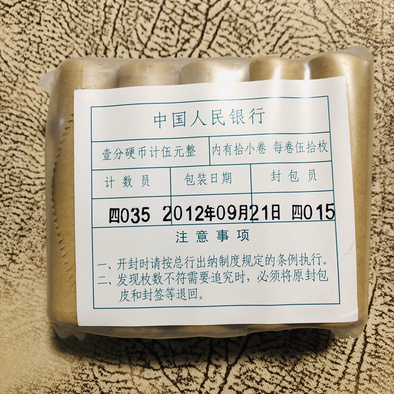 中国人民银行
壹分硬币计伍元整 内有拾小卷 每卷伍拾枚
计数员 包装日期 封包员
四035 2012年09月21日 四015
注意事项
一、开封时请按总行出纳制度规定的条例执行。
二、发现枚数不符需要追究时，必须将原封包
皮和封签等退回。